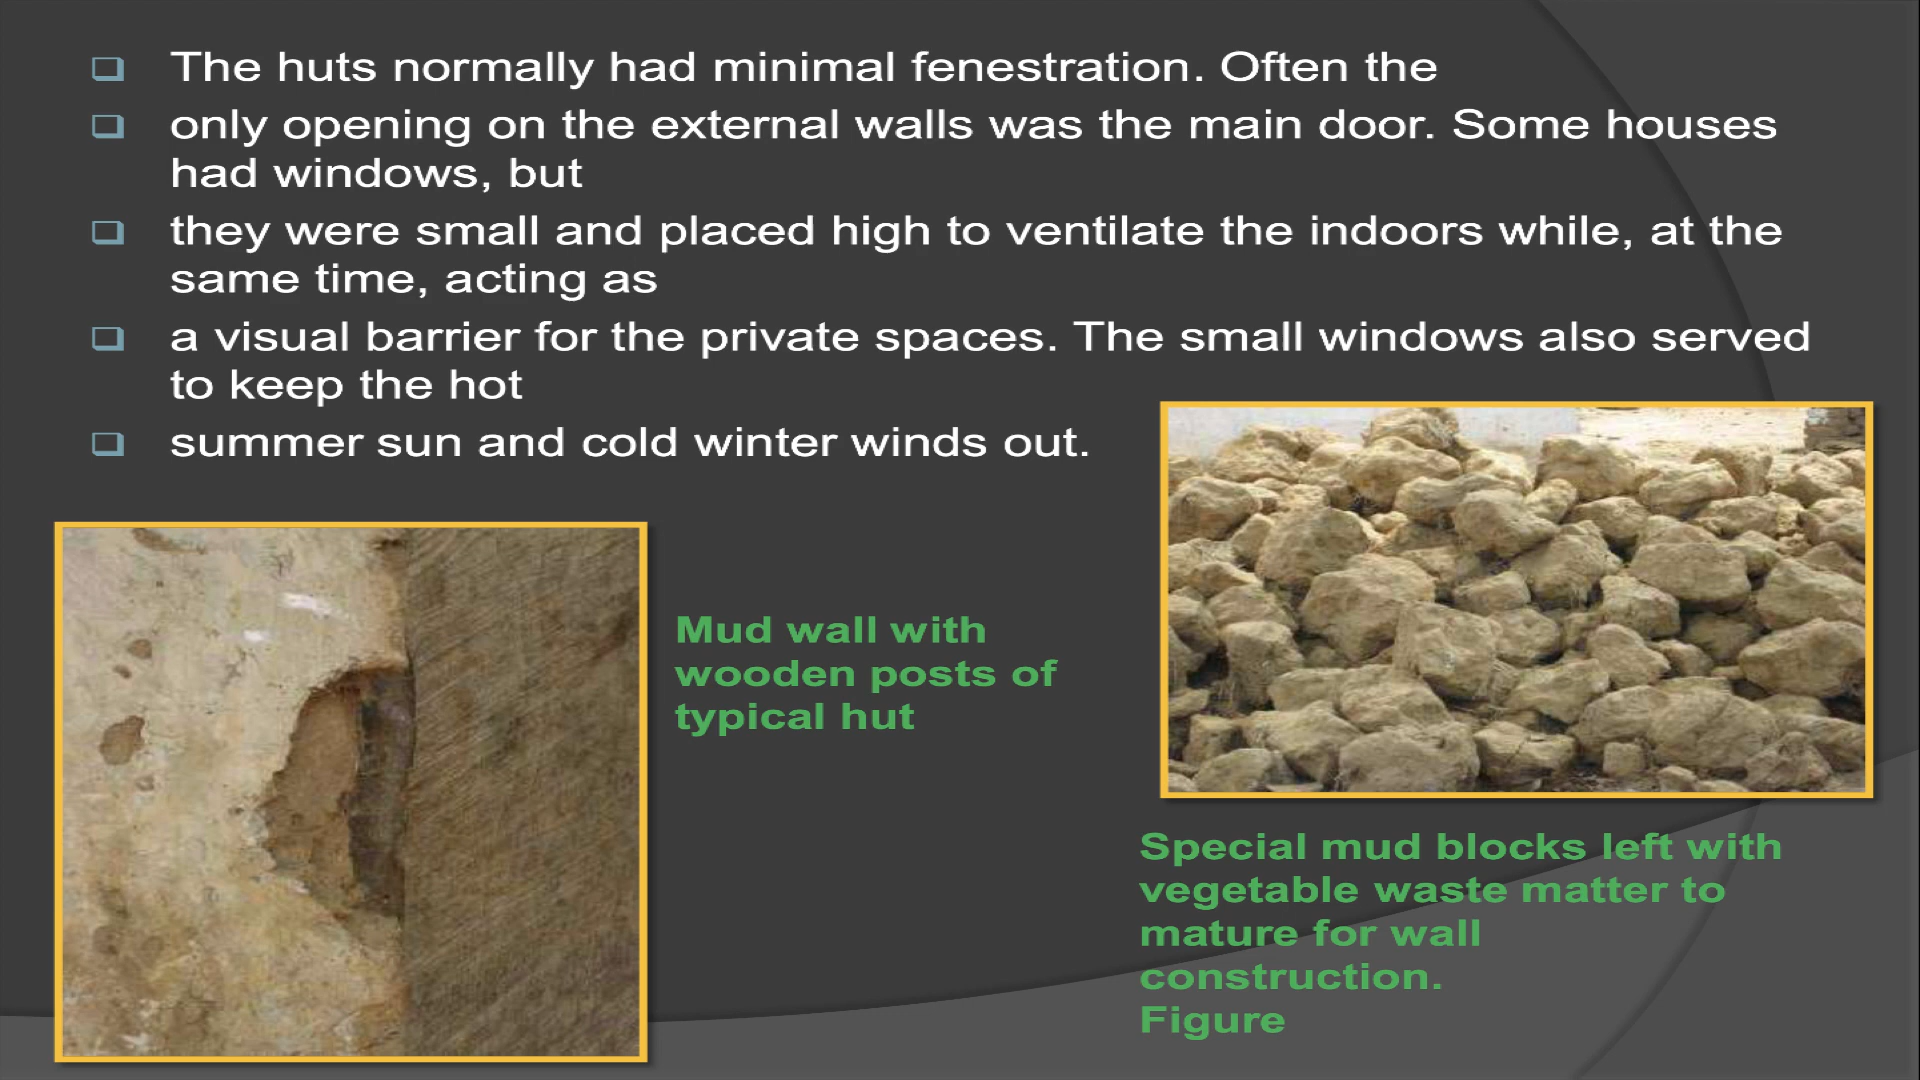 The huts normally had minimal fenestration. Often the
only opening on the external walls was the main door. Some houses
had windows, but
they were small and placed high to ventilate the indoors while, at the
same time, acting as
a visual barrier for the private spaces. The small windows also served
to keep the hot
summer sun and cold winter winds out.
Mud wall with
wooden posts of
typical hut
Special mud blocks left with
vegetable waste matter to
mature for wall
construction.
Figure